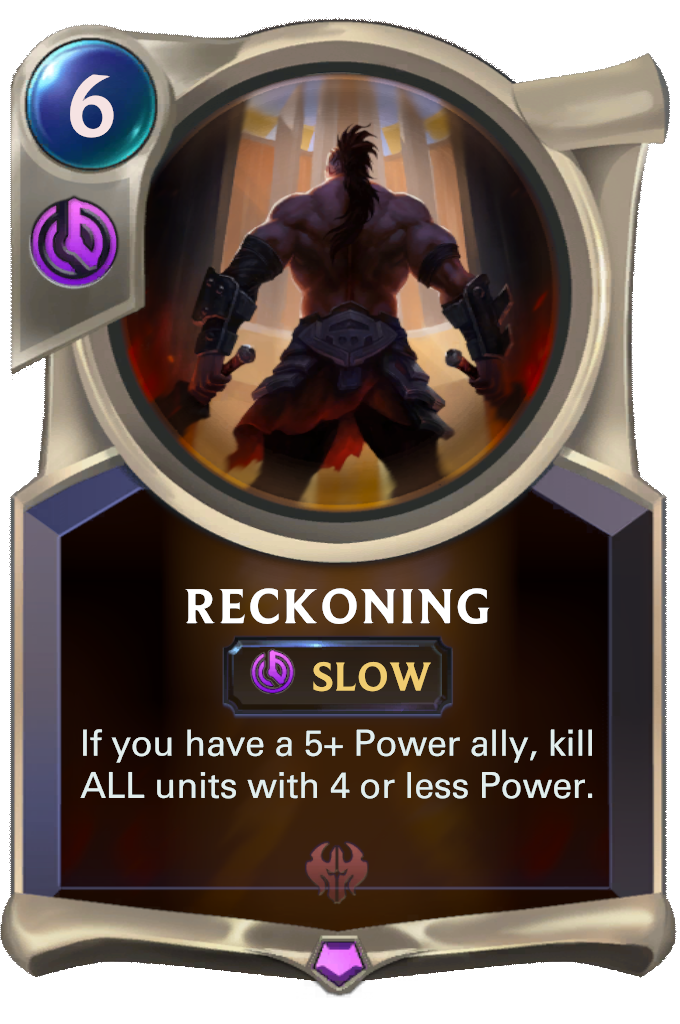 6
RECKONING
SLOW
If you have a 5+ Power ally, kill
ALL units with 4 or less Power.